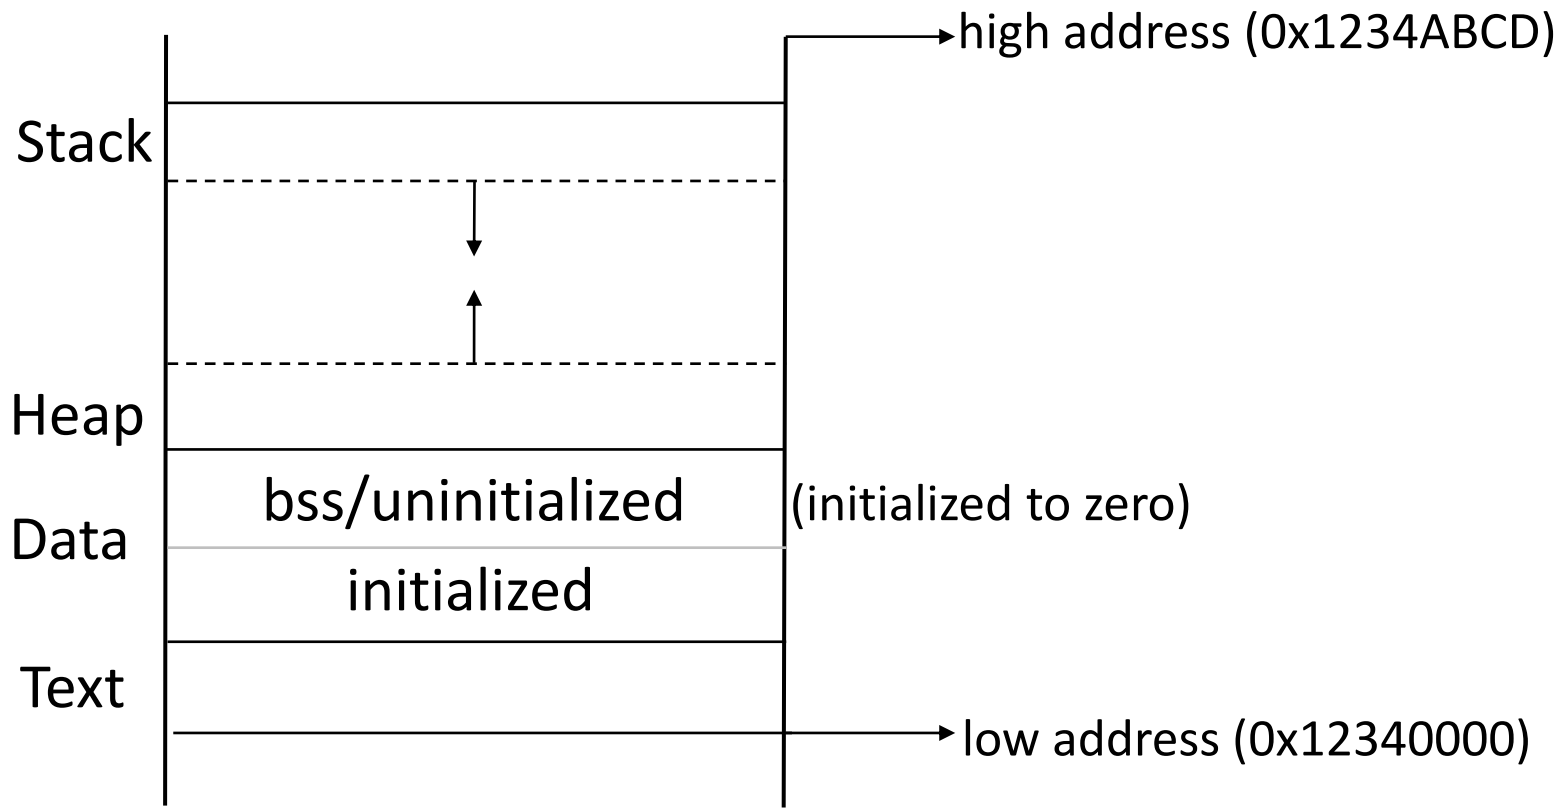 high address (0x1234ABCD)
Stack
Heap
bss/uninitialized
(initialized to zero)
Data
initialized
Text
low address (0x12340000)